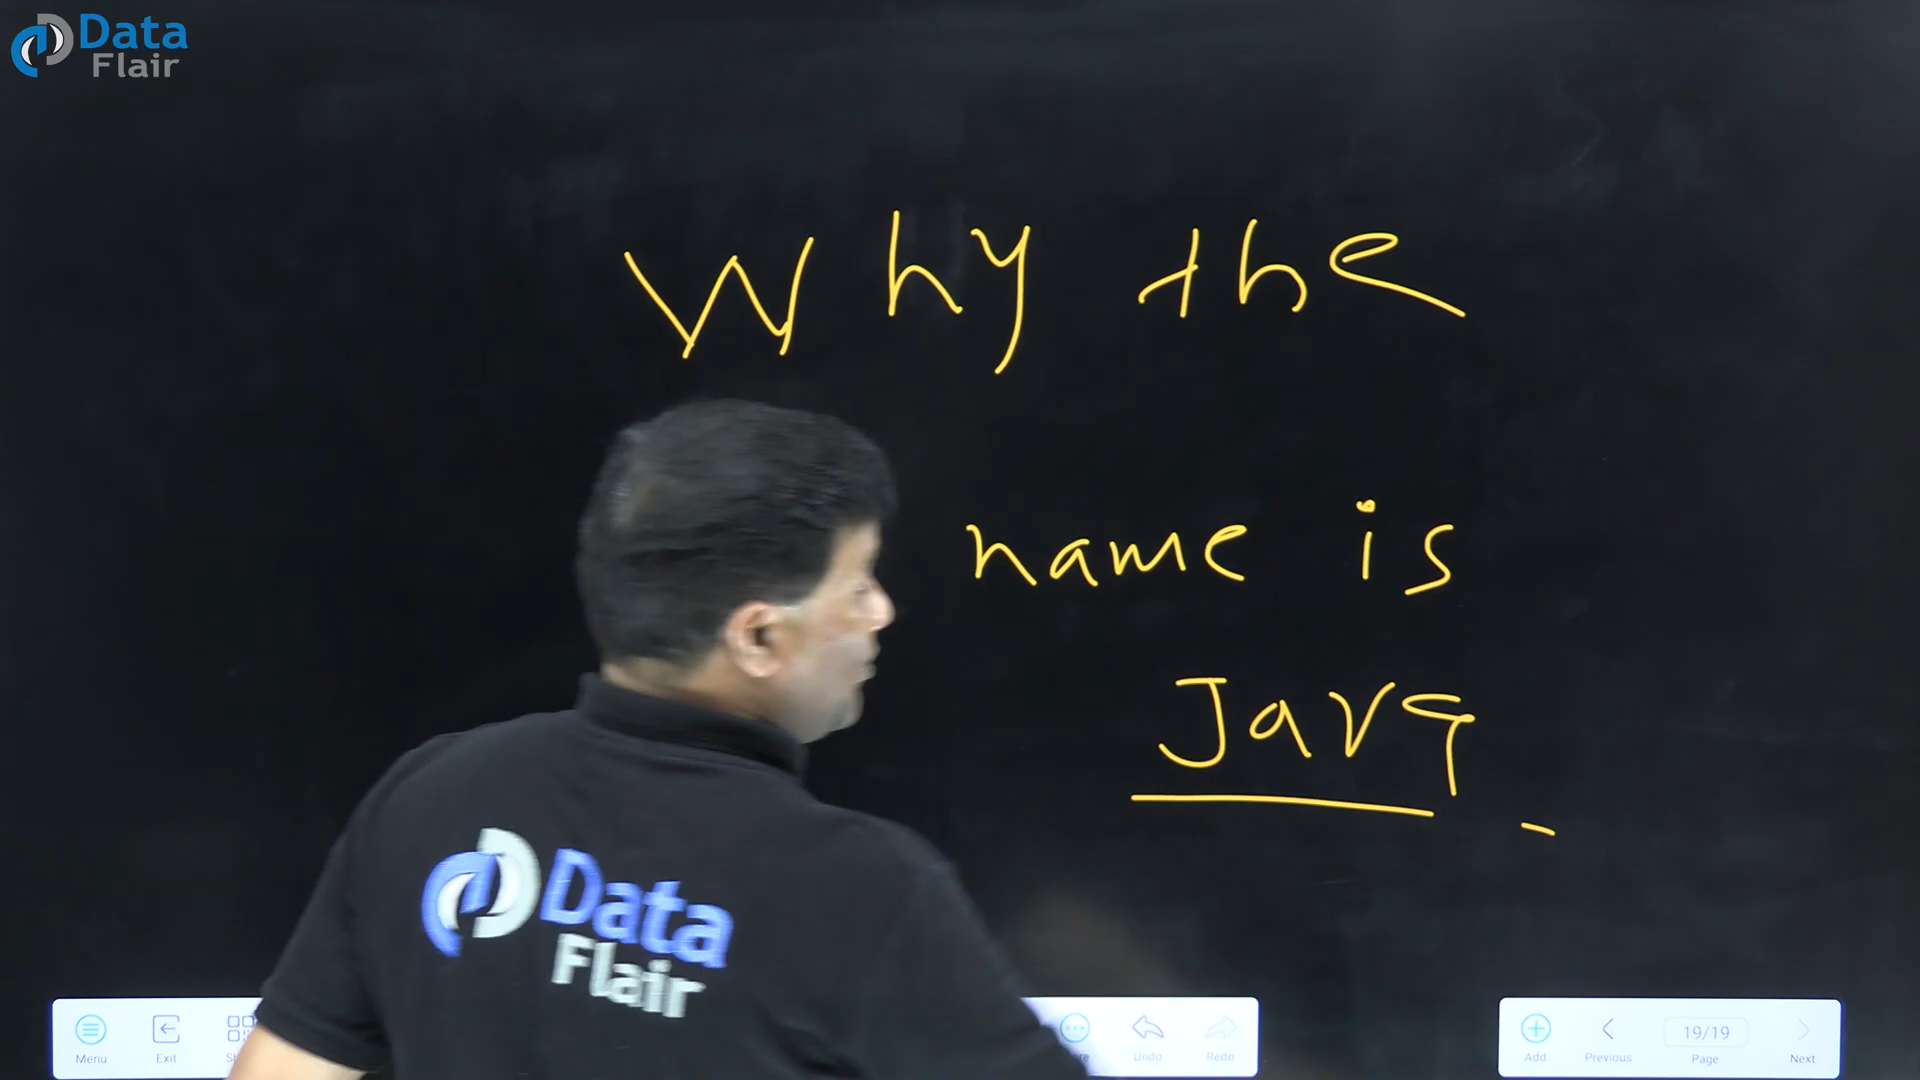 Data
Flair
Why the
name is
Java
Data
Flair
Menu
Exit
Undo
Redo
Add
Previous
19/19
Page
Next